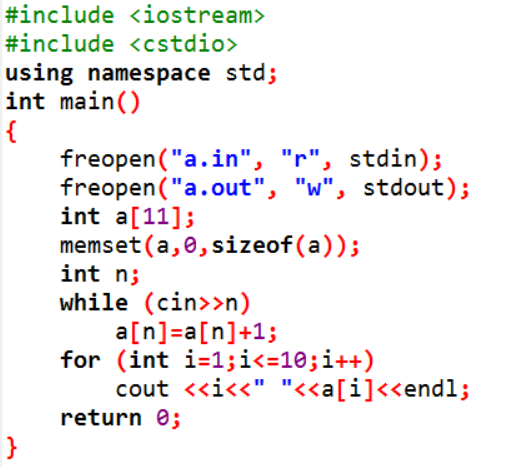 #include <iostream>
#include <cstdio>
using namespace std;
int main()
{
    freopen("a.in", "r", stdin);
    freopen("a.out", "w", stdout);
    int a[11];
    memset(a,0,sizeof(a));
    int n;
    while (cin>>n)
        a[n]=a[n]+1;
    for (int i=1;i<=10;i++)
        cout <<i<<" "<<a[i]<<endl;
    return 0;
}